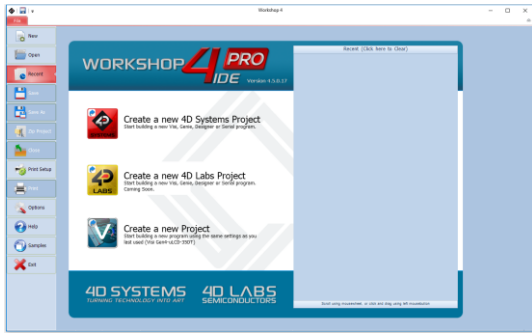 Workshop 4
File
New
Open
Recent
Save
Save As
Zip Project
Close
Print Setup
Print
Options
Help
Samples
Exit
WORKSHOP 4 PRO
IDE Version 4.5.0.17
Create a new 4D Systems Project
Start building a new Visi, Genie, Designer or Serial program.
4D LABS
Create a new 4D Labs Project
Start building a new Visi, Genie, Designer or Serial program.
Coming Soon.
Create a new Project
Start building a new program using the same settings as you
last used (Visi Gen4-uLCD-35DT)
4D SYSTEMS
TURNING TECHNOLOGY INTO ART
4D LABS
SEMICONDUCTORS
Recent (Click here to Clear)
Scroll using mousewheel, or click and drag using left mousebutton